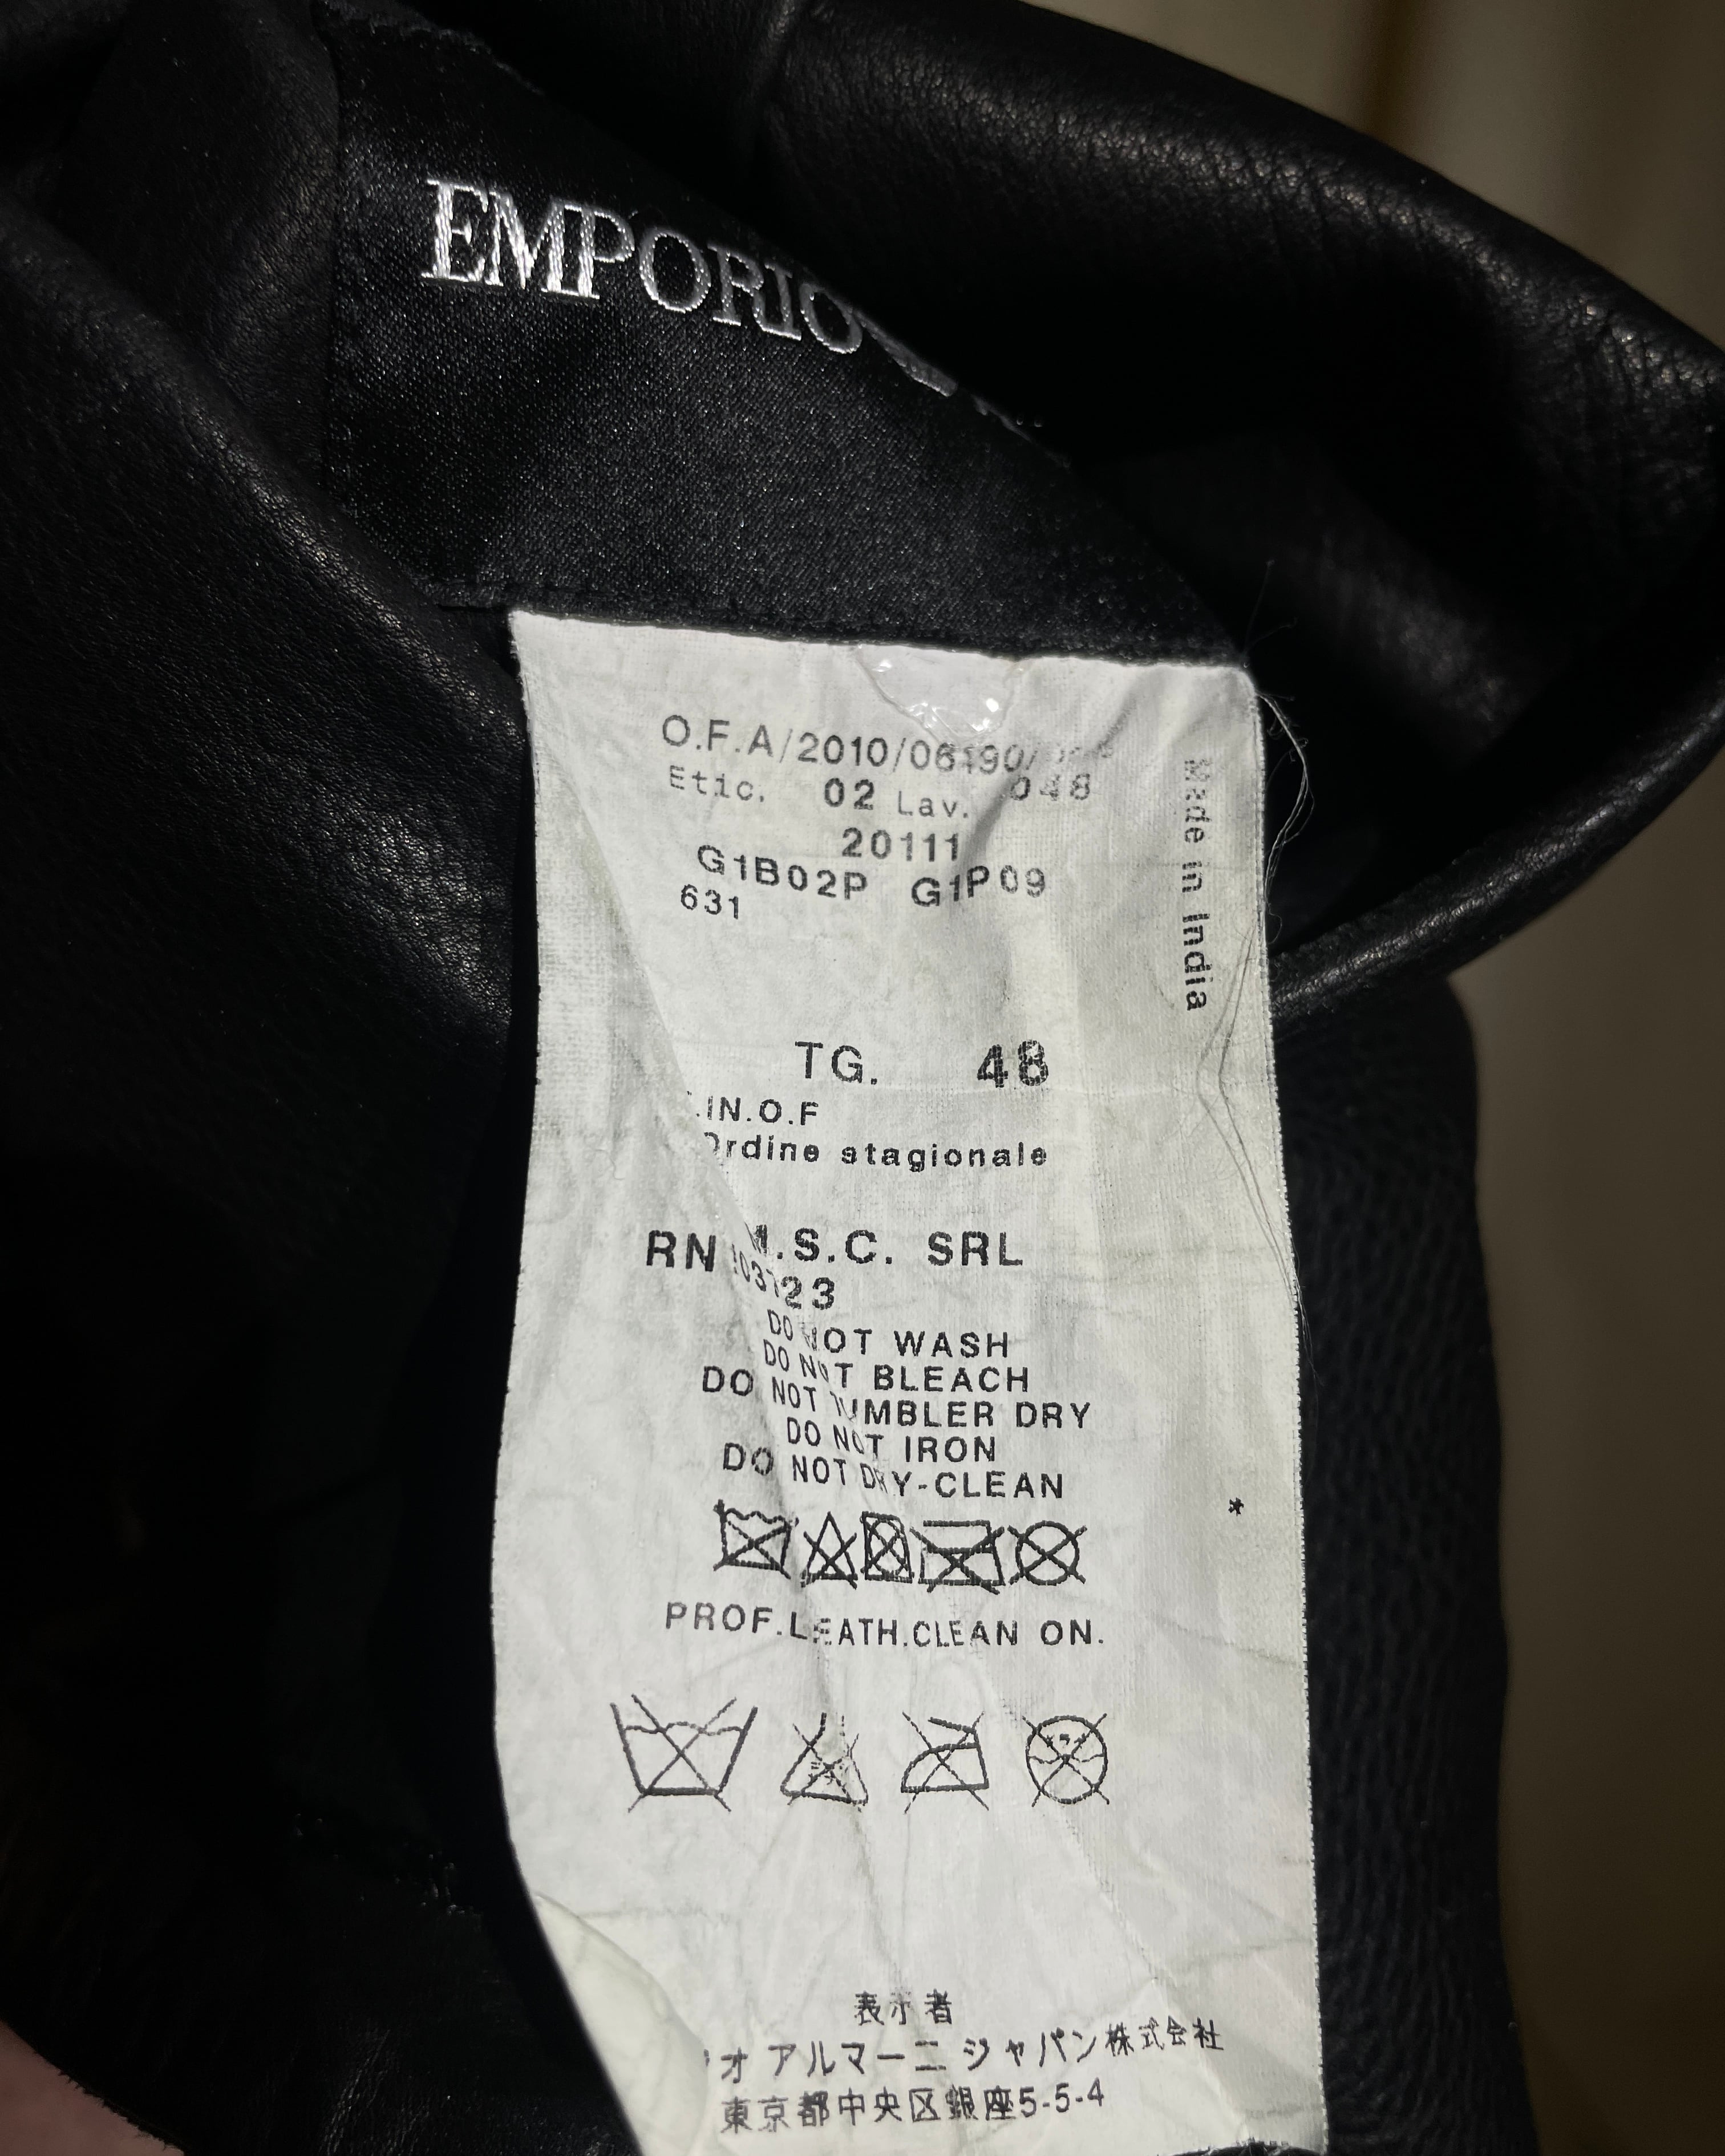 EMPORIO
O.F.A/2010/06190/
Etic. 02 Lav. 048
20111
G1B02P G1P09
631
Made in India
TG. 48
.IN.O.F
Ordine stagionale
.S.C. SRL
RN 103723
DO NOT WASH
DO NOT BLEACH
DO NOT TUMBLER DRY
DO NOT IRON
DO NOT DRY-CLEAN
*
PROF.LEATH.CLEAN ON.
表示者
オ アルマーニ ジャパン株式会社
東京都中央区銀座5-5-4